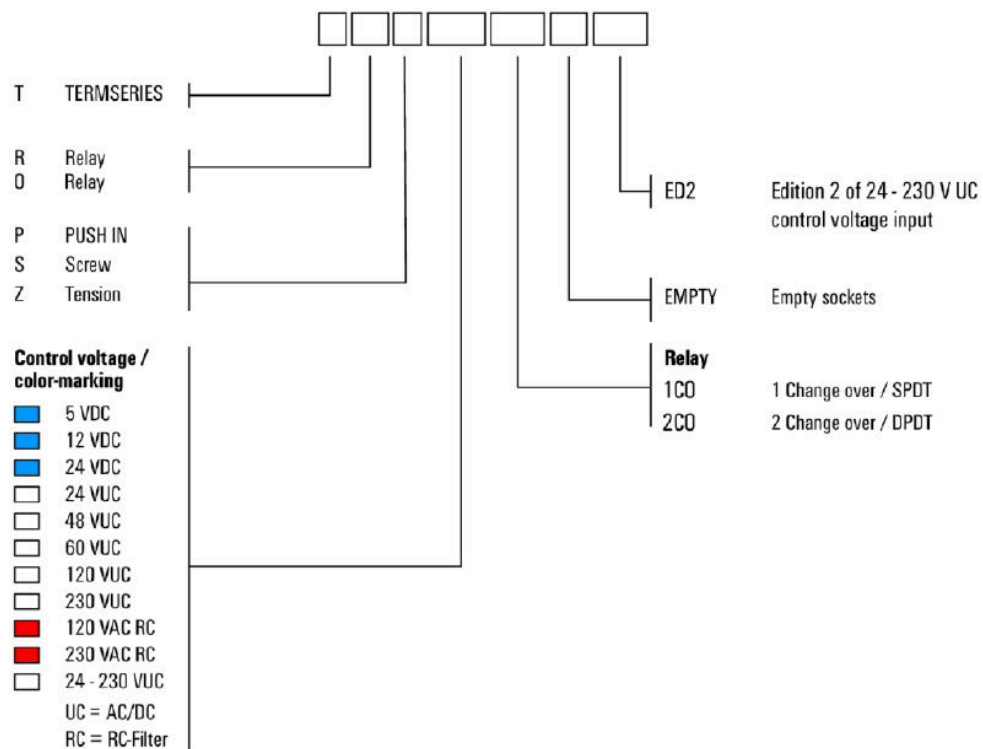 T TERMSERIES
R Relay
O Relay
P PUSH IN
S Screw
Z Tension
Control voltage /
color-marking
5 VDC
12 VDC
24 VDC
24 VUC
48 VUC
60 VUC
120 VUC
230 VUC
120 VAC RC
230 VAC RC
24 - 230 VUC
UC = AC/DC
RC = RC-Filter
ED2 Edition 2 of 24 - 230 V UC
control voltage input
EMPTY Empty sockets
Relay
1CO 1 Change over / SPDT
2CO 2 Change over / DPDT